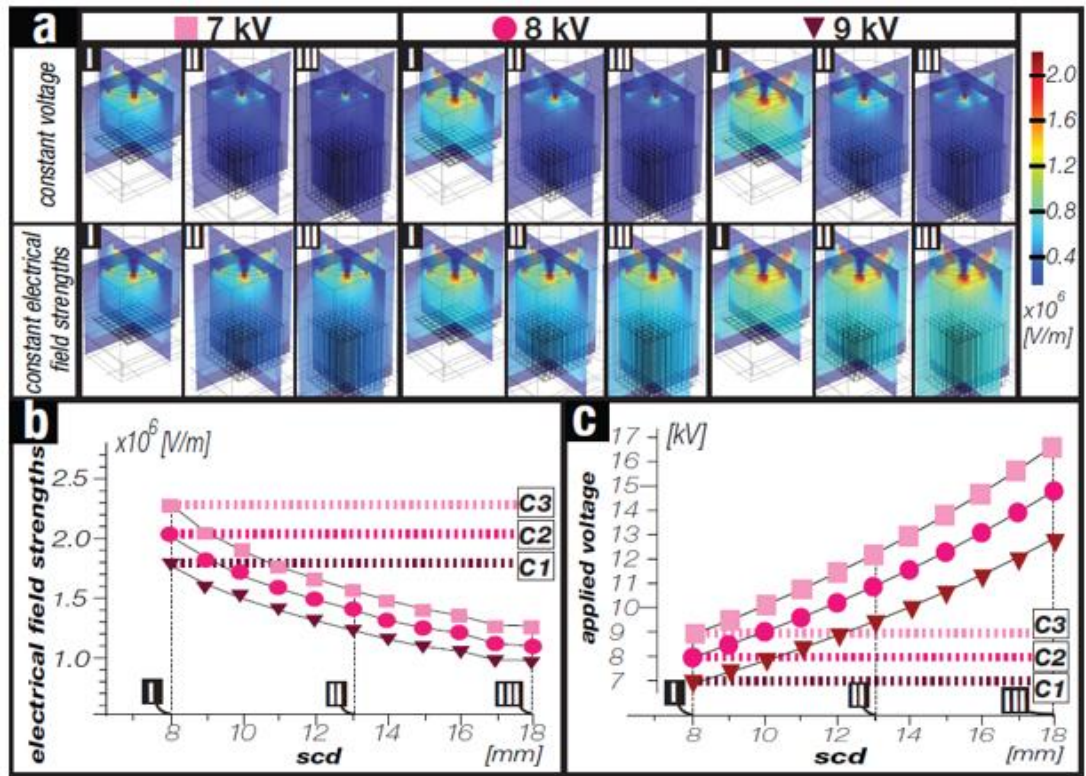 a
7 kV
8 kV
9 kV
constant voltage
I
II
III
I
II
III
I
II
III
constant electrical
field strengths
I
II
III
I
II
III
I
II
III
2.0
1.6
1.2
0.8
0.4
x10⁶
[V/m]
b
x10⁶ [V/m]
electrical field strengths
2.5
2.0
1.5
1.0
C3
C2
C1
I
II
III
8
10
12
14
16
18
scd
[mm]
c
[kV]
applied voltage
17
16
15
14
13
12
11
10
9
8
7
C3
C2
C1
I
II
III
8
10
12
14
16
18
scd
[mm]